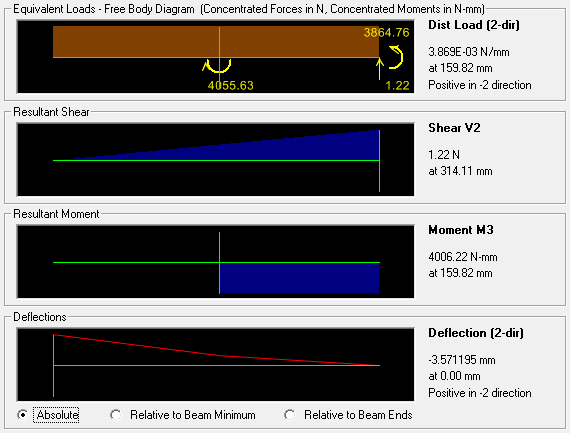 Equivalent Loads - Free Body Diagram (Concentrated Forces in N, Concentrated Moments in N-mm)
Dist Load (2-dir)
3864.76
3.869E-03 N/mm
at 159.82 mm
Positive in -2 direction
4055.63
1.22
Resultant Shear
Shear V2
1.22 N
at 314.11 mm
Resultant Moment
Moment M3
4006.22 N-mm
at 159.82 mm
Deflections
Deflection (2-dir)
-3.571195 mm
at 0.00 mm
Positive in -2 direction
Absolute
Relative to Beam Minimum
Relative to Beam Ends